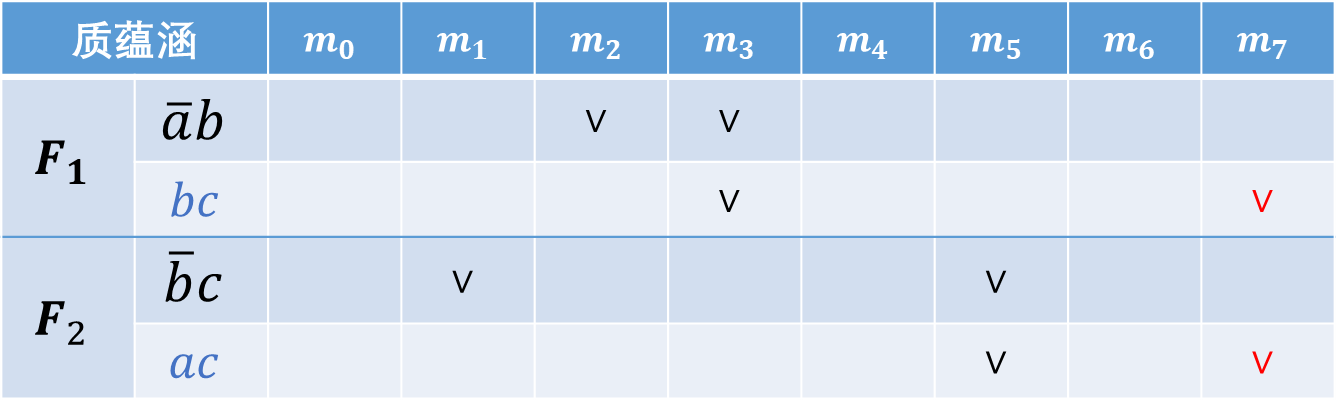 质蕴涵 m₀ m₁ m₂ m₃ m₄ m₅ m₆ m₇
F₁ a̅b ∨ ∨
bc ∨ ∨
F₂ b̅c ∨ ∨
ac ∨ ∨